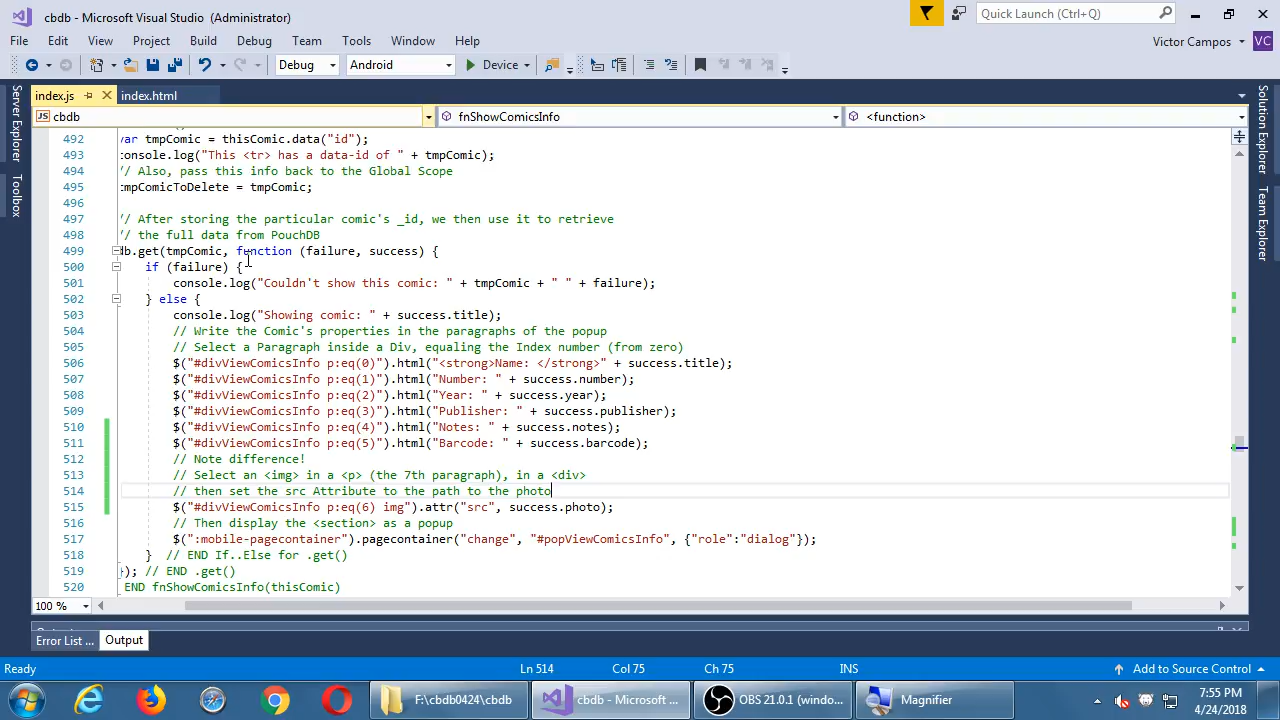 cbdb - Microsoft Visual Studio (Administrator)
Quick Launch (Ctrl+Q)
File Edit View Project Build Debug Team Tools Window Help
Victor Campos VC
Debug Android Device
index.js index.html
JS cbdb fnShowComicsInfo <function>
Server Explorer
Toolbox
Solution Explorer
Team Explorer
492 var tmpComic = thisComic.data("id");
493 console.log("This <tr> has a data-id of " + tmpComic);
494 // Also, pass this info back to the Global Scope
495 tmpComicToDelete = tmpComic;
496
497 // After storing the particular comic's _id, we then use it to retrieve
498 // the full data from PouchDB
499 db.get(tmpComic, function (failure, success) {
500 if (failure) {
501 console.log("Couldn't show this comic: " + tmpComic + " " + failure);
502 } else {
503 console.log("Showing comic: " + success.title);
504 // Write the Comic's properties in the paragraphs of the popup
505 // Select a Paragraph inside a Div, equaling the Index number (from zero)
506 $("#divViewComicsInfo p:eq(0)").html("<strong>Name: </strong>" + success.title);
507 $("#divViewComicsInfo p:eq(1)").html("Number: " + success.number);
508 $("#divViewComicsInfo p:eq(2)").html("Year: " + success.year);
509 $("#divViewComicsInfo p:eq(3)").html("Publisher: " + success.publisher);
510 $("#divViewComicsInfo p:eq(4)").html("Notes: " + success.notes);
511 $("#divViewComicsInfo p:eq(5)").html("Barcode: " + success.barcode);
512 // Note difference!
513 // Select an <img> in a <p> (the 7th paragraph), in a <div>
514 // then set the src Attribute to the path to the photo
515 $("#divViewComicsInfo p:eq(6) img").attr("src", success.photo);
516 // Then display the <section> as a popup
517 $(":mobile-pagecontainer").pagecontainer("change", "#popViewComicsInfo", {"role":"dialog"});
518 } // END If..Else for .get()
519 }); // END .get()
520 END fnShowComicsInfo(thisComic)
100 %
Error List ... Output
Ready Ln 514 Col 75 Ch 75 INS Add to Source Control
F:\cbdb0424\cbdb cbdb - Microsoft ... OBS 21.0.1 (windo... Magnifier
7:55 PM
4/24/2018